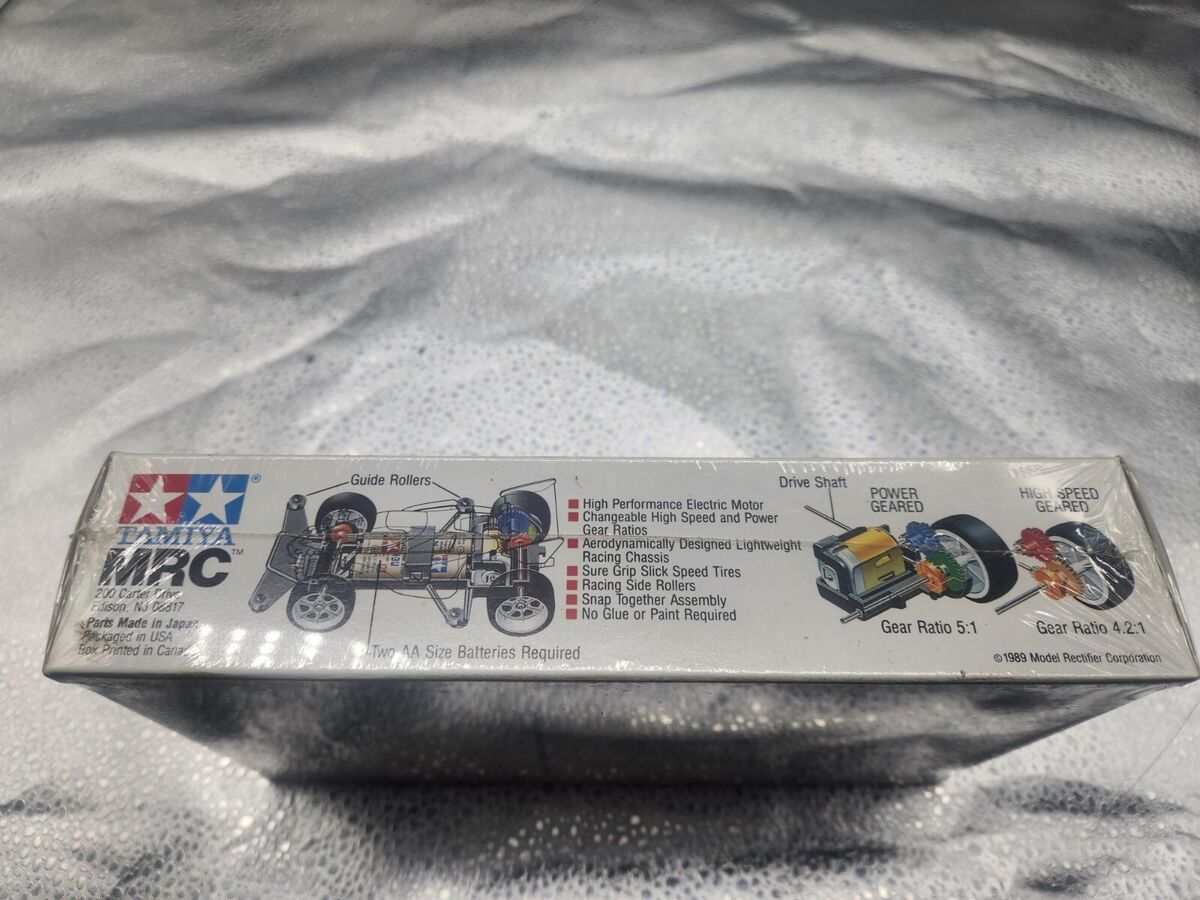 TAMIYA
MRC™
200 Carter Drive
Edison, NJ 08817
Parts Made in Japan
Packaged in USA
Box Printed in Canada
Guide Rollers
Two AA Size Batteries Required
High Performance Electric Motor
Changeable High Speed and Power
Gear Ratios
Aerodynamically Designed Lightweight
Racing Chassis
Sure Grip Slick Speed Tires
Racing Side Rollers
Snap Together Assembly
No Glue or Paint Required
Drive Shaft
POWER
GEARED
Gear Ratio 5:1
HIGH SPEED
GEARED
Gear Ratio 4.2:1
©1989 Model Rectifier Corporation